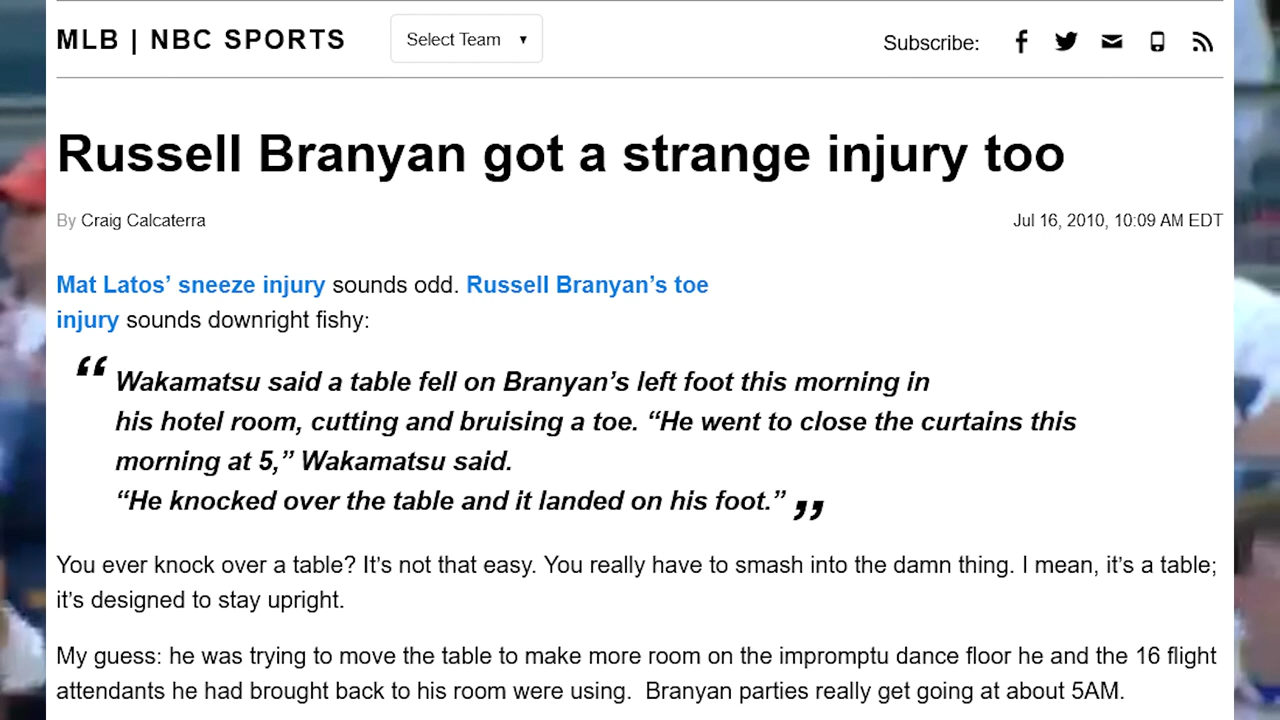 MLB | NBC SPORTS
Select Team
Subscribe:
Russell Branyan got a strange injury too
By Craig Calcaterra
Jul 16, 2010, 10:09 AM EDT
Mat Latos’ sneeze injury sounds odd. Russell Branyan’s toe
injury sounds downright fishy:
“ Wakamatsu said a table fell on Branyan’s left foot this morning in
his hotel room, cutting and bruising a toe. “He went to close the curtains this
morning at 5,” Wakamatsu said.
“He knocked over the table and it landed on his foot.” ”
You ever knock over a table? It’s not that easy. You really have to smash into the damn thing. I mean, it’s a table;
it’s designed to stay upright.
My guess: he was trying to move the table to make more room on the impromptu dance floor he and the 16 flight
attendants he had brought back to his room were using.  Branyan parties really get going at about 5AM.